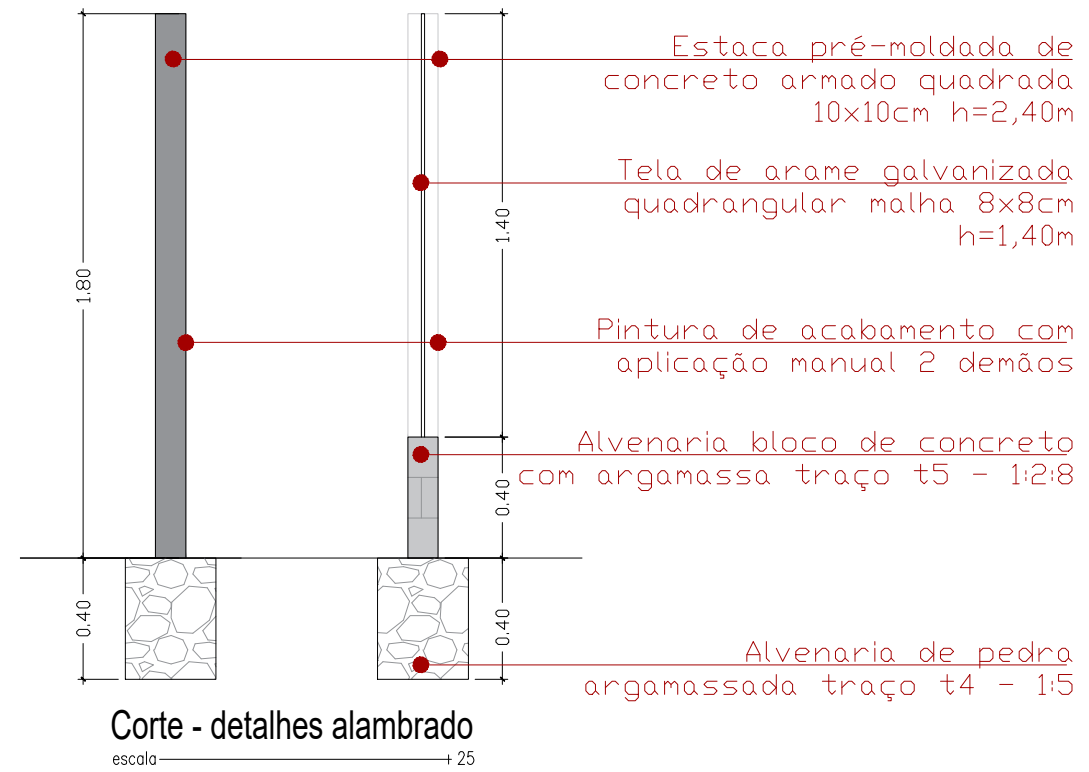 Estaca pré-moldada de
concreto armado quadrada
10x10cm h=2,40m
Tela de arame galvanizada
quadrangular malha 8x8cm
h=1,40m
1.40
1.80
Pintura de acabamento com
aplicação manual 2 demãos
Alvenaria bloco de concreto
com argamassa traço t5 - 1:2:8
0.40
0.40
0.40
Alvenaria de pedra
argamassada traço t4 - 1:5
Corte - detalhes alambrado
escala 25